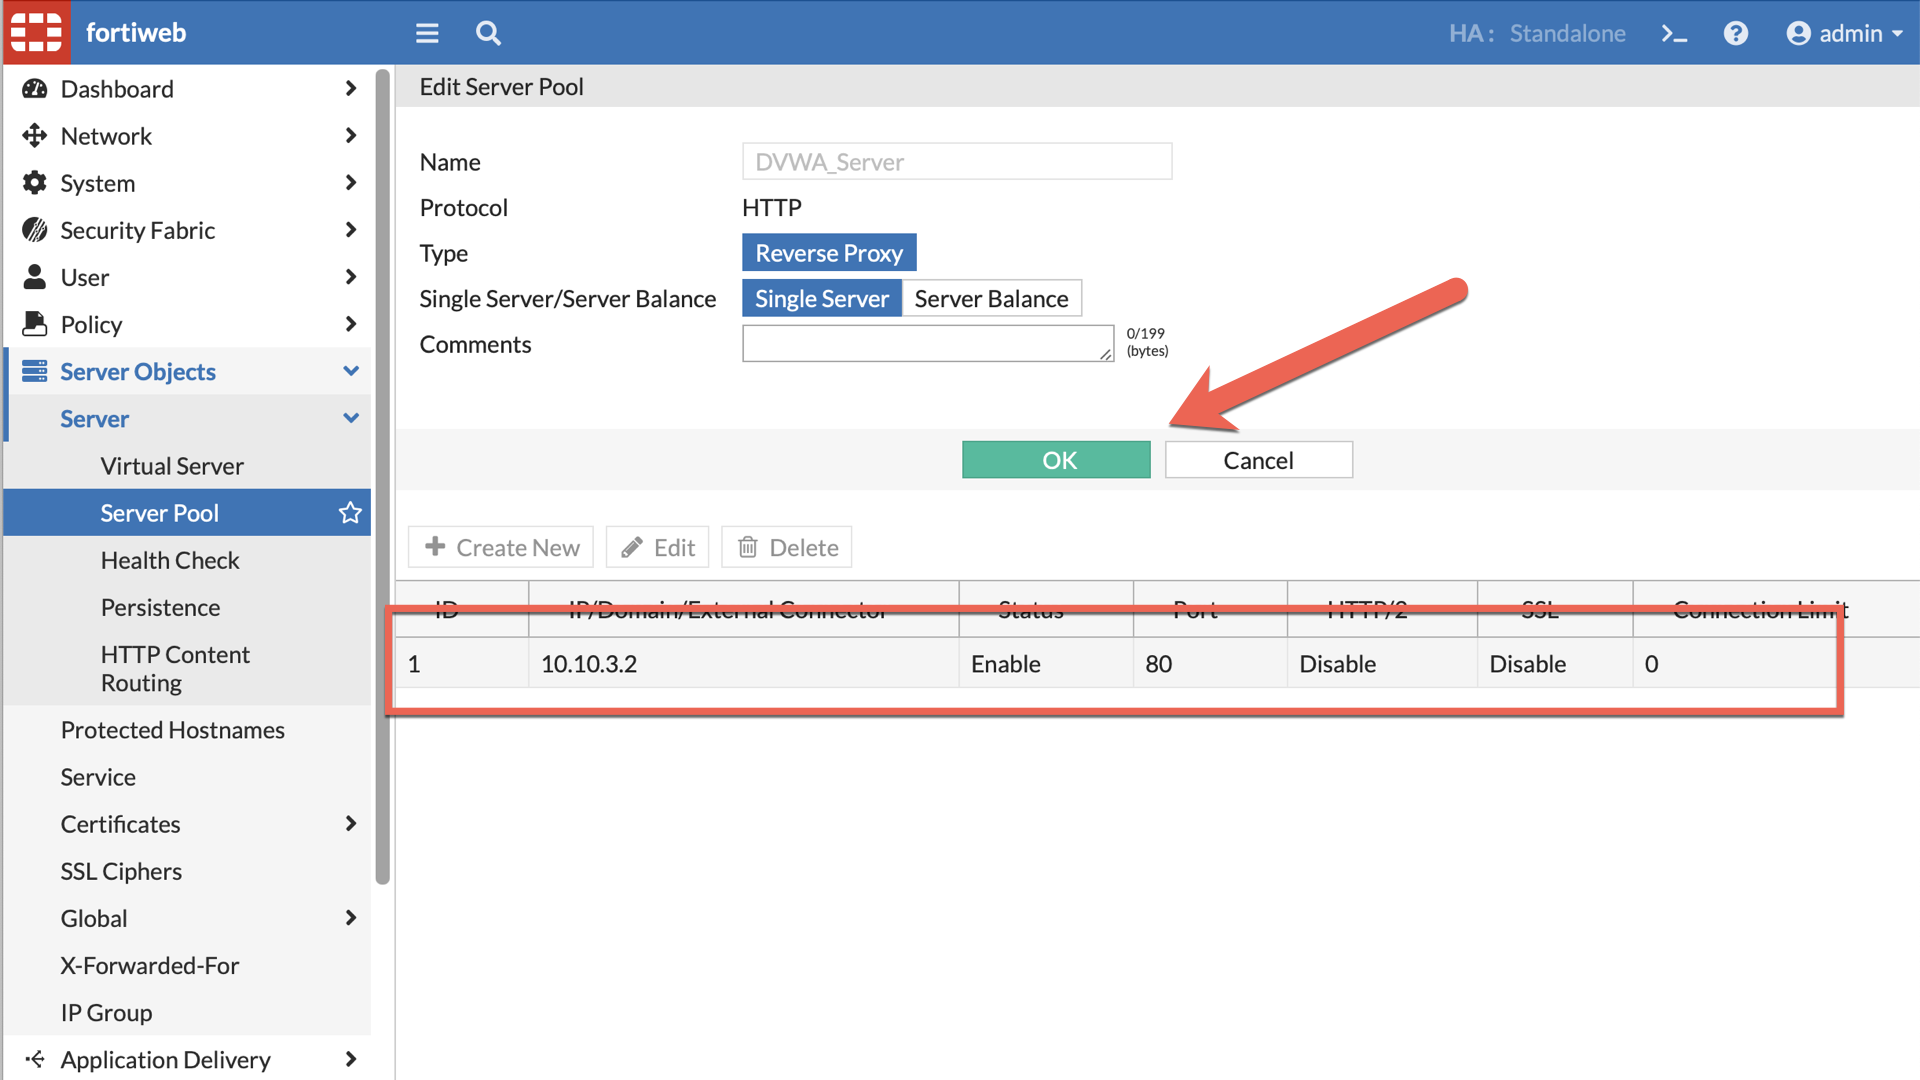 fortiweb
HA: Standalone
admin
Dashboard
Network
System
Security Fabric
User
Policy
Server Objects
Server
Virtual Server
Server Pool
Health Check
Persistence
HTTP Content
Routing
Protected Hostnames
Service
Certificates
SSL Ciphers
Global
X-Forwarded-For
IP Group
Application Delivery
Edit Server Pool
Name DVWA_Server
Protocol HTTP
Type Reverse Proxy
Single Server/Server Balance Single Server Server Balance
Comments 0/199
(bytes)
OK Cancel
Create New Edit Delete
ID IP/Domain/External Connector Status Port HTTP/2 SSL Connection Limit
1 10.10.3.2 Enable 80 Disable Disable 0